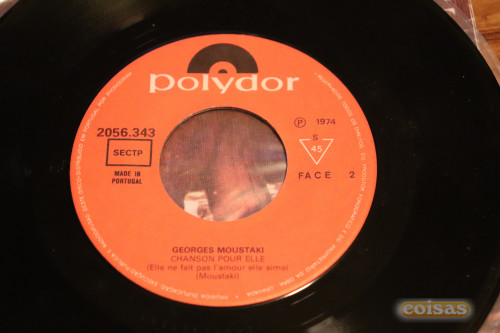 polydor
2056.343
SECTP
MADE IN
PORTUGAL
Ⓟ 1974
S
45
FACE 2
GEORGES MOUSTAKI
CHANSON POUR ELLE
(Elle ne fait pas l'amour elle aime)
(Moustaki)
coisas